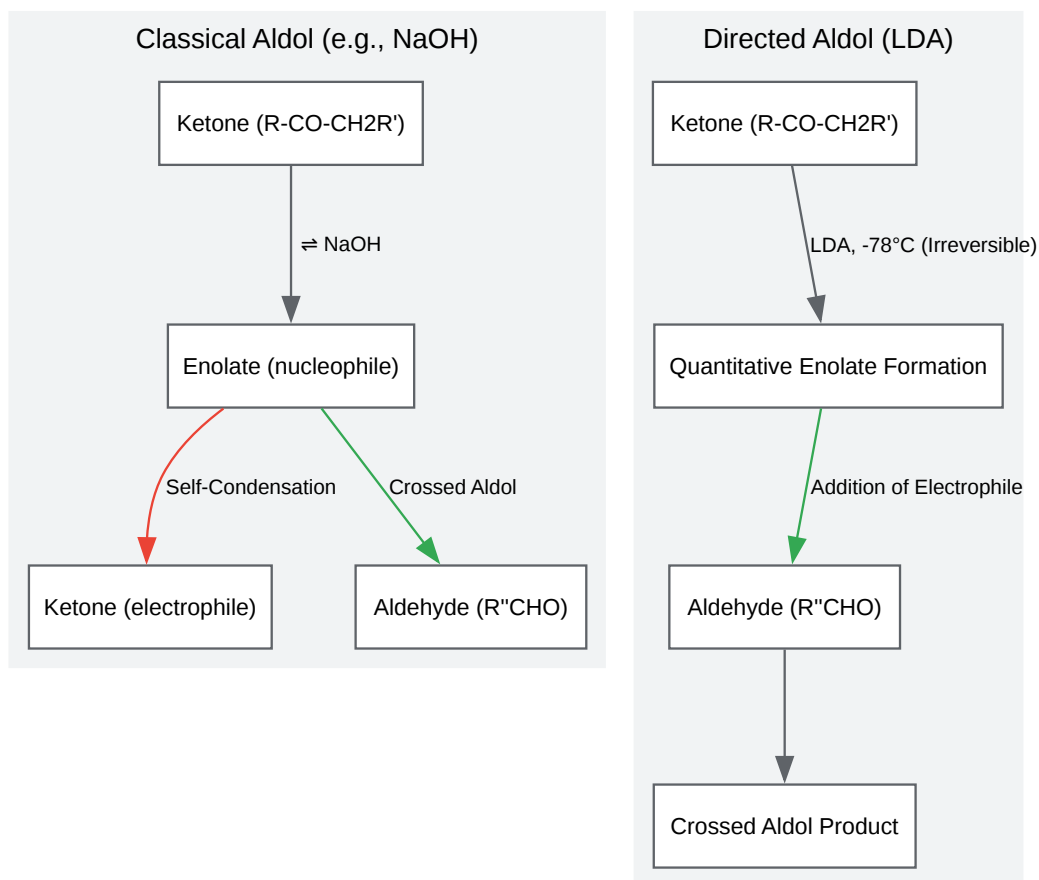 Classical Aldol (e.g., NaOH)
Ketone (R-CO-CH2R')
⇌ NaOH
Enolate (nucleophile)
Self-Condensation
Crossed Aldol
Ketone (electrophile)
Aldehyde (R"CHO)
Directed Aldol (LDA)
Ketone (R-CO-CH2R')
LDA, -78°C (Irreversible)
Quantitative Enolate Formation
Addition of Electrophile
Aldehyde (R"CHO)
Crossed Aldol Product